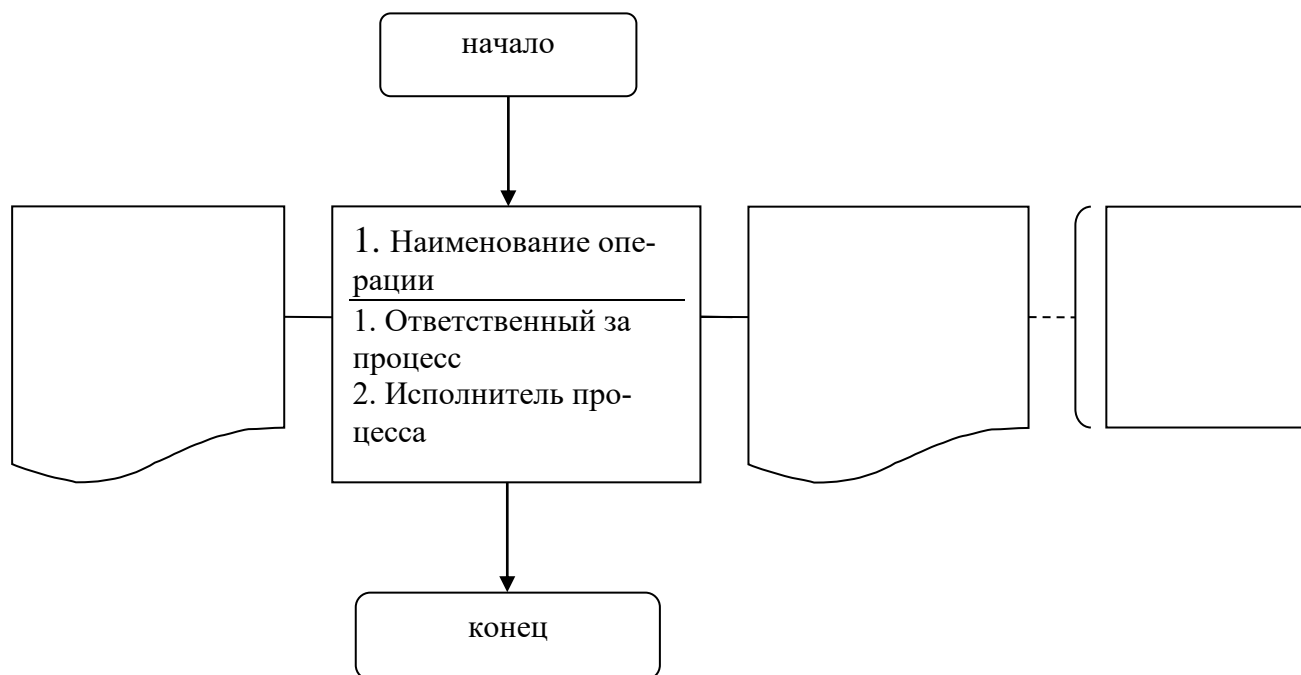 начало
1. Наименование опе-
рации
1. Ответственный за
процесс
2. Исполнитель про-
цесса
конец